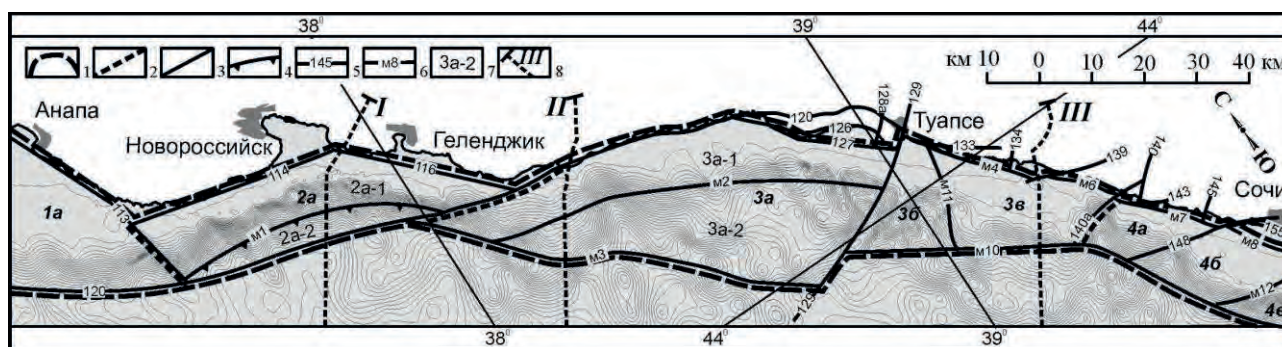 38°
39°
44°
1
2
3
145
5
м8
6
3а-2
7
III
8
4
км 10 0 10 20 30 40 км
Анапа
Новороссийск
I
Геленджик
II
120
126
127
128а
129
Туапсе
133
134
III
С
Ю
139
140
143
145
Сочи
155
114
116
113
1а
2а
2а-1
2а-2
м1
м2
3а-1
3а
3а-2
м3
3б
м11
м4
3в
м6
м7
м8
140а
4а
148
4б
м10
м12
4в
120
129
38°
44°
39°